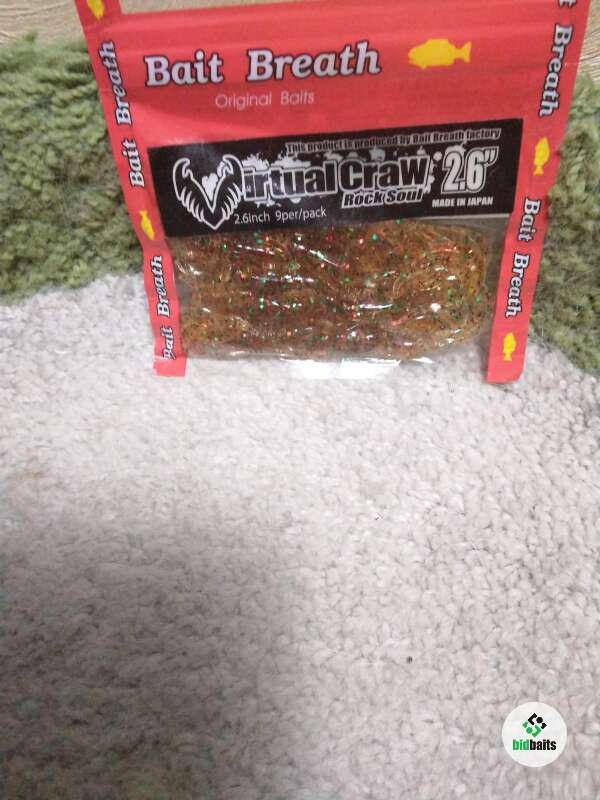 Bait Breath
Original Baits
This product is produced by Bait Breath factory
Virtual Craw 2.6"
Rock Soul
MADE IN JAPAN
2.6inch 9per/pack
Bait Breath
Bait Breath
Breath
Bait Breath
bidbaits